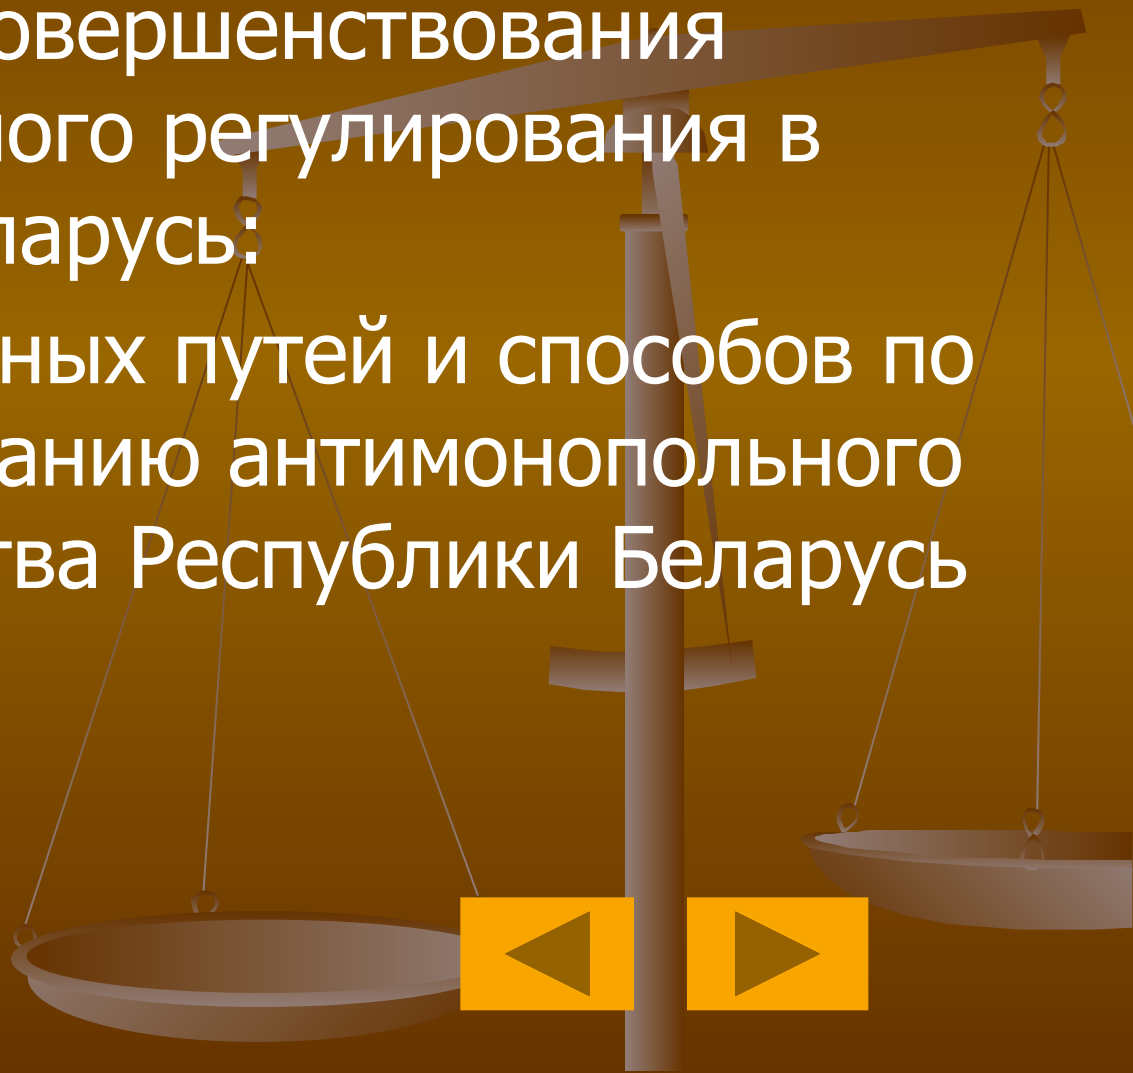 овершенствования
ного регулирования в
ларусь:
ных путей и способов по
анию антимонопольного
тва Республики Беларусь